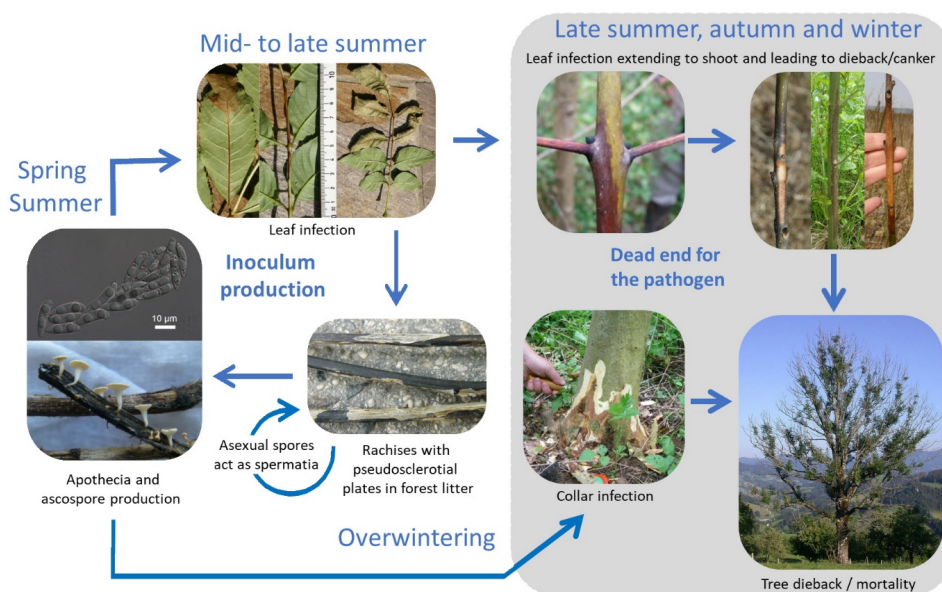 Mid- to late summer
Late summer, autumn and winter
Leaf infection extending to shoot and leading to dieback/canker
Spring
Summer
Leaf infection
Inoculum
production
Dead end for
the pathogen
10 µm
Asexual spores
act as spermatia
Rachises with
pseudosclerotial
plates in forest litter
Apothecia and
ascospore production
Collar infection
Overwintering
Tree dieback / mortality